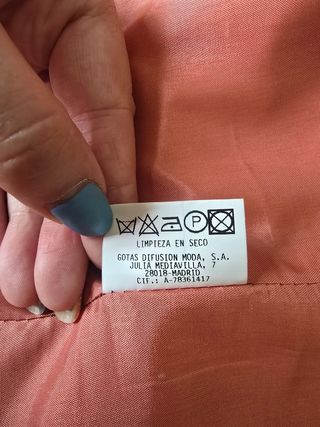 P
LIMPIEZA EN SECO
GOTAS DIFUSION MODA, S.A.
JULIA MEDIAVILLA, 7
28018-MADRID
CIF.: A-78361417